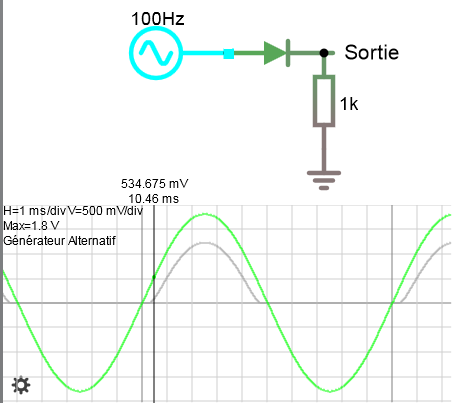 100Hz
Sortie
1k
534.675 mV
10.46 ms
H=1 ms/div V=500 mV/div
Max=1.8 V
Générateur Alternatif